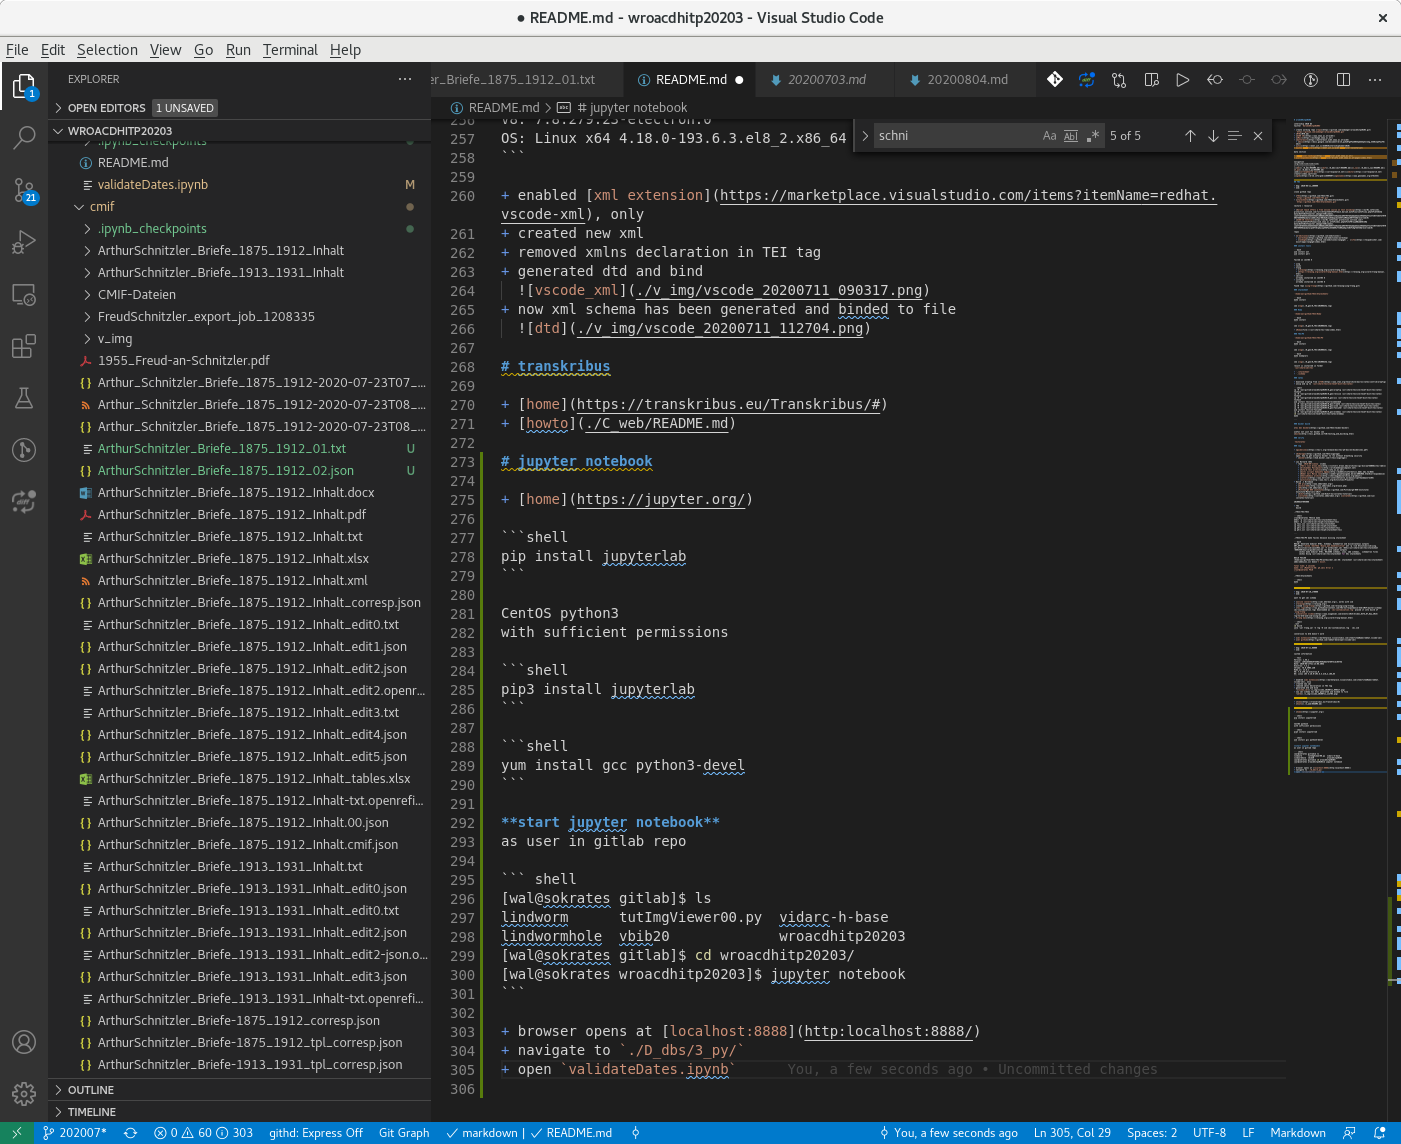 ● README.md - wroacdhitp20203 - Visual Studio Code
File Edit Selection View Go Run Terminal Help
EXPLORER
er_Briefe_1875_1912_01.txt README.md 20200703.md 20200804.md
OPEN EDITORS 1 UNSAVED
README.md > # jupyter notebook
WROACDHITP20203
.ipynb_checkpoints
README.md
validateDates.ipynb M
cmif
.ipynb_checkpoints
ArthurSchnitzler_Briefe_1875_1912_Inhalt
ArthurSchnitzler_Briefe_1913_1931_Inhalt
CMIF-Dateien
FreudSchnitzler_export_job_1208335
v_img
1955_Freud-an-Schnitzler.pdf
Arthur_Schnitzler_Briefe_1875_1912-2020-07-23T07_...
Arthur_Schnitzler_Briefe_1875_1912-2020-07-23T08_...
Arthur_Schnitzler_Briefe_1875_1912-2020-07-23T08_...
ArthurSchnitzler_Briefe_1875_1912_01.txt U
ArthurSchnitzler_Briefe_1875_1912_02.json U
ArthurSchnitzler_Briefe_1875_1912_Inhalt.docx
ArthurSchnitzler_Briefe_1875_1912_Inhalt.pdf
ArthurSchnitzler_Briefe_1875_1912_Inhalt.txt
ArthurSchnitzler_Briefe_1875_1912_Inhalt.xlsx
ArthurSchnitzler_Briefe_1875_1912_Inhalt.xml
ArthurSchnitzler_Briefe_1875_1912_Inhalt_corresp.json
ArthurSchnitzler_Briefe_1875_1912_Inhalt_edit0.txt
ArthurSchnitzler_Briefe_1875_1912_Inhalt_edit1.json
ArthurSchnitzler_Briefe_1875_1912_Inhalt_edit2.json
ArthurSchnitzler_Briefe_1875_1912_Inhalt_edit2.openr...
ArthurSchnitzler_Briefe_1875_1912_Inhalt_edit3.txt
ArthurSchnitzler_Briefe_1875_1912_Inhalt_edit4.json
ArthurSchnitzler_Briefe_1875_1912_Inhalt_edit5.json
ArthurSchnitzler_Briefe_1875_1912_Inhalt_tables.xlsx
ArthurSchnitzler_Briefe_1875_1912_Inhalt-txt.openrefi...
ArthurSchnitzler_Briefe_1875_1912_Inhalt.00.json
ArthurSchnitzler_Briefe_1875_1912_Inhalt.cmif.json
ArthurSchnitzler_Briefe_1913_1931_Inhalt.txt
ArthurSchnitzler_Briefe_1913_1931_Inhalt_edit0.json
ArthurSchnitzler_Briefe_1913_1931_Inhalt_edit0.txt
ArthurSchnitzler_Briefe_1913_1931_Inhalt_edit2.json
ArthurSchnitzler_Briefe_1913_1931_Inhalt_edit2-json.o...
ArthurSchnitzler_Briefe_1913_1931_Inhalt_edit3.json
ArthurSchnitzler_Briefe_1913_1931_Inhalt-txt.openrefi...
ArthurSchnitzler_Briefe-1875_1912_corresp.json
ArthurSchnitzler_Briefe-1875_1912_tpl_corresp.json
ArthurSchnitzler_Briefe-1913_1931_tpl_corresp.json
OUTLINE
TIMELINE
1
21
schni Aa Abl .* 5 of 5
256 V8: 7.8.279.23-electron.0
257 OS: Linux x64 4.18.0-193.6.3.el8_2.x86_64
258 ```
259
260 + enabled [xml extension](https://marketplace.visualstudio.com/items?itemName=redhat.
vscode-xml), only
261 + created new xml
262 + removed xmlns declaration in TEI tag
263 + generated dtd and bind
264 ![vscode_xml](./v_img/vscode_20200711_090317.png)
265 + now xml schema has been generated and binded to file
266 ![dtd](./v_img/vscode_20200711_112704.png)
267
268 # transkribus
269
270 + [home](https://transkribus.eu/Transkribus/#)
271 + [howto](./C_web/README.md)
272
273 # jupyter notebook
274
275 + [home](https://jupyter.org/)
276
277 ```shell
278 pip install jupyterlab
279 ```
280
281 CentOS python3
282 with sufficient permissions
283
284 ```shell
285 pip3 install jupyterlab
286 ```
287
288 ```shell
289 yum install gcc python3-devel
290 ```
291
292 **start jupyter notebook**
293 as user in gitlab repo
294
295 ``` shell
296 [wal@sokrates gitlab]$ ls
297 lindworm tutImgViewer00.py vidarc-h-base
298 lindwormhole vbib20 wroacdhitp20203
299 [wal@sokrates gitlab]$ cd wroacdhitp20203/
300 [wal@sokrates wroacdhitp20203]$ jupyter notebook
301 ```
302
303 + browser opens at [localhost:8888](http:localhost:8888/)
304 + navigate to `./D_dbs/3_py/`
305 + open `validateDates.ipynb` You, a few seconds ago • Uncommitted changes
306
202007* 0 60 303 githd: Express Off Git Graph markdown | README.md You, a few seconds ago Ln 305, Col 29 Spaces: 2 UTF-8 LF Markdown